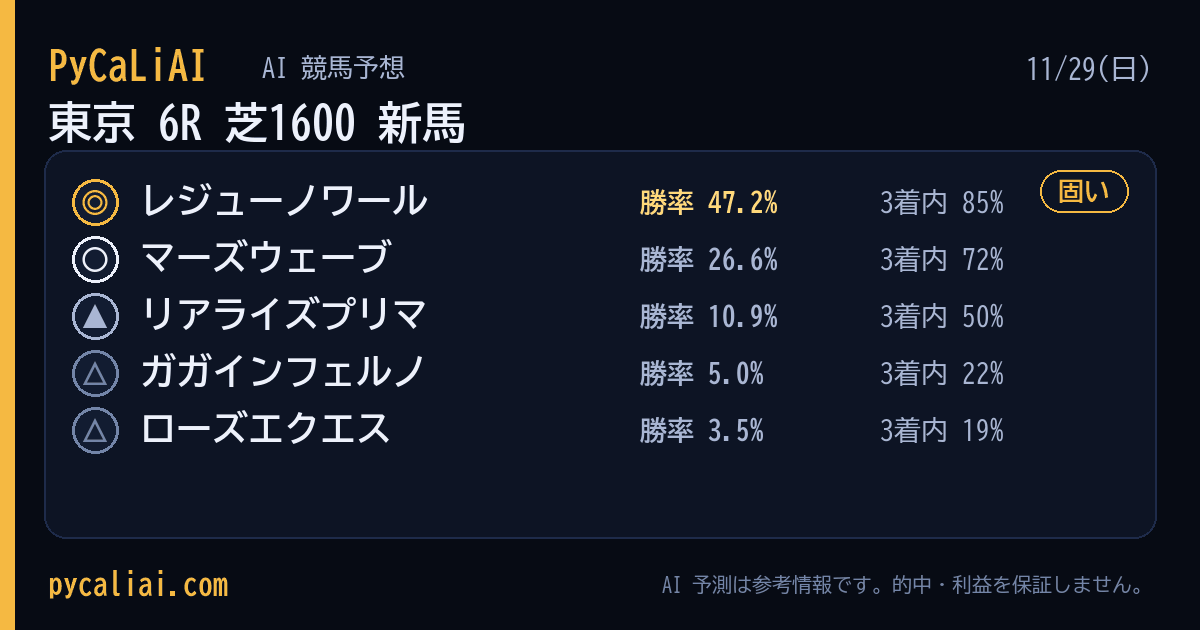 PyCaLiAI AI 競馬予想 11/29(日)
東京 6R 芝1600 新馬
◎ レジューノワール 勝率 47.2% 3着内 85% 固い
○ マーズウェーブ 勝率 26.6% 3着内 72%
▲ リアライズプリマ 勝率 10.9% 3着内 50%
△ ガガインフェルノ 勝率 5.0% 3着内 22%
△ ローズエクエス 勝率 3.5% 3着内 19%
pycaliai.com AI 予測は参考情報です。的中・利益を保証しません。